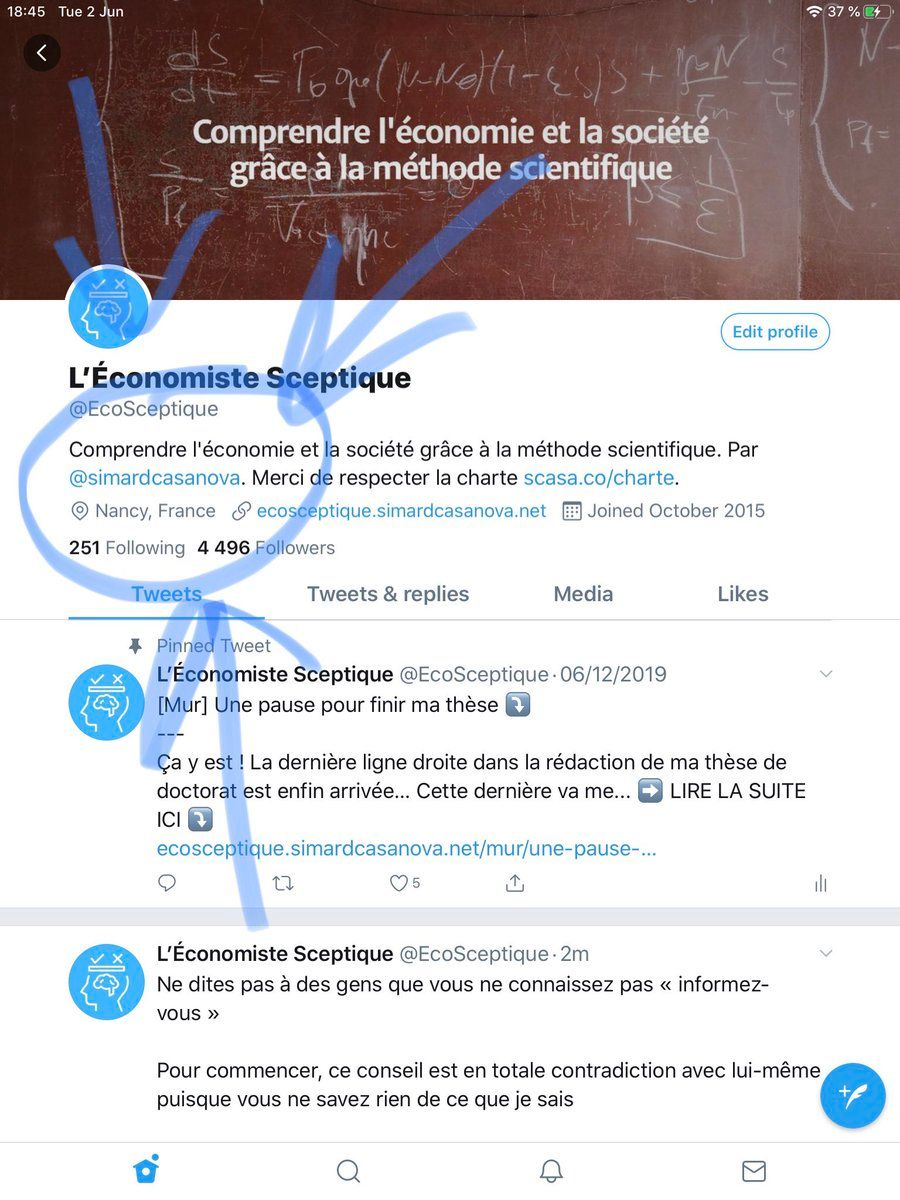 18:45 Tue 2 Jun 37 %
Comprendre l'économie et la société
grâce à la méthode scientifique
Edit profile
L’Économiste Sceptique
@EcoSceptique
Comprendre l'économie et la société grâce à la méthode scientifique. Par
@simardcasanova. Merci de respecter la charte scasa.co/charte.
Nancy, France ecosceptique.simardcasanova.net Joined October 2015
251 Following 4 496 Followers
Tweets Tweets & replies Media Likes
Pinned Tweet
L’Économiste Sceptique @EcoSceptique · 06/12/2019
[Mur] Une pause pour finir ma thèse ⤵️
---
Ça y est ! La dernière ligne droite dans la rédaction de ma thèse de
doctorat est enfin arrivée... Cette dernière va me... ➡️ LIRE LA SUITE
ICI ⤵️
ecosceptique.simardcasanova.net/mur/une-pause-...
5
L’Économiste Sceptique @EcoSceptique · 2m
Ne dites pas à des gens que vous ne connaissez pas « informez-
vous »
Pour commencer, ce conseil est en totale contradiction avec lui-même
puisque vous ne savez rien de ce que je sais